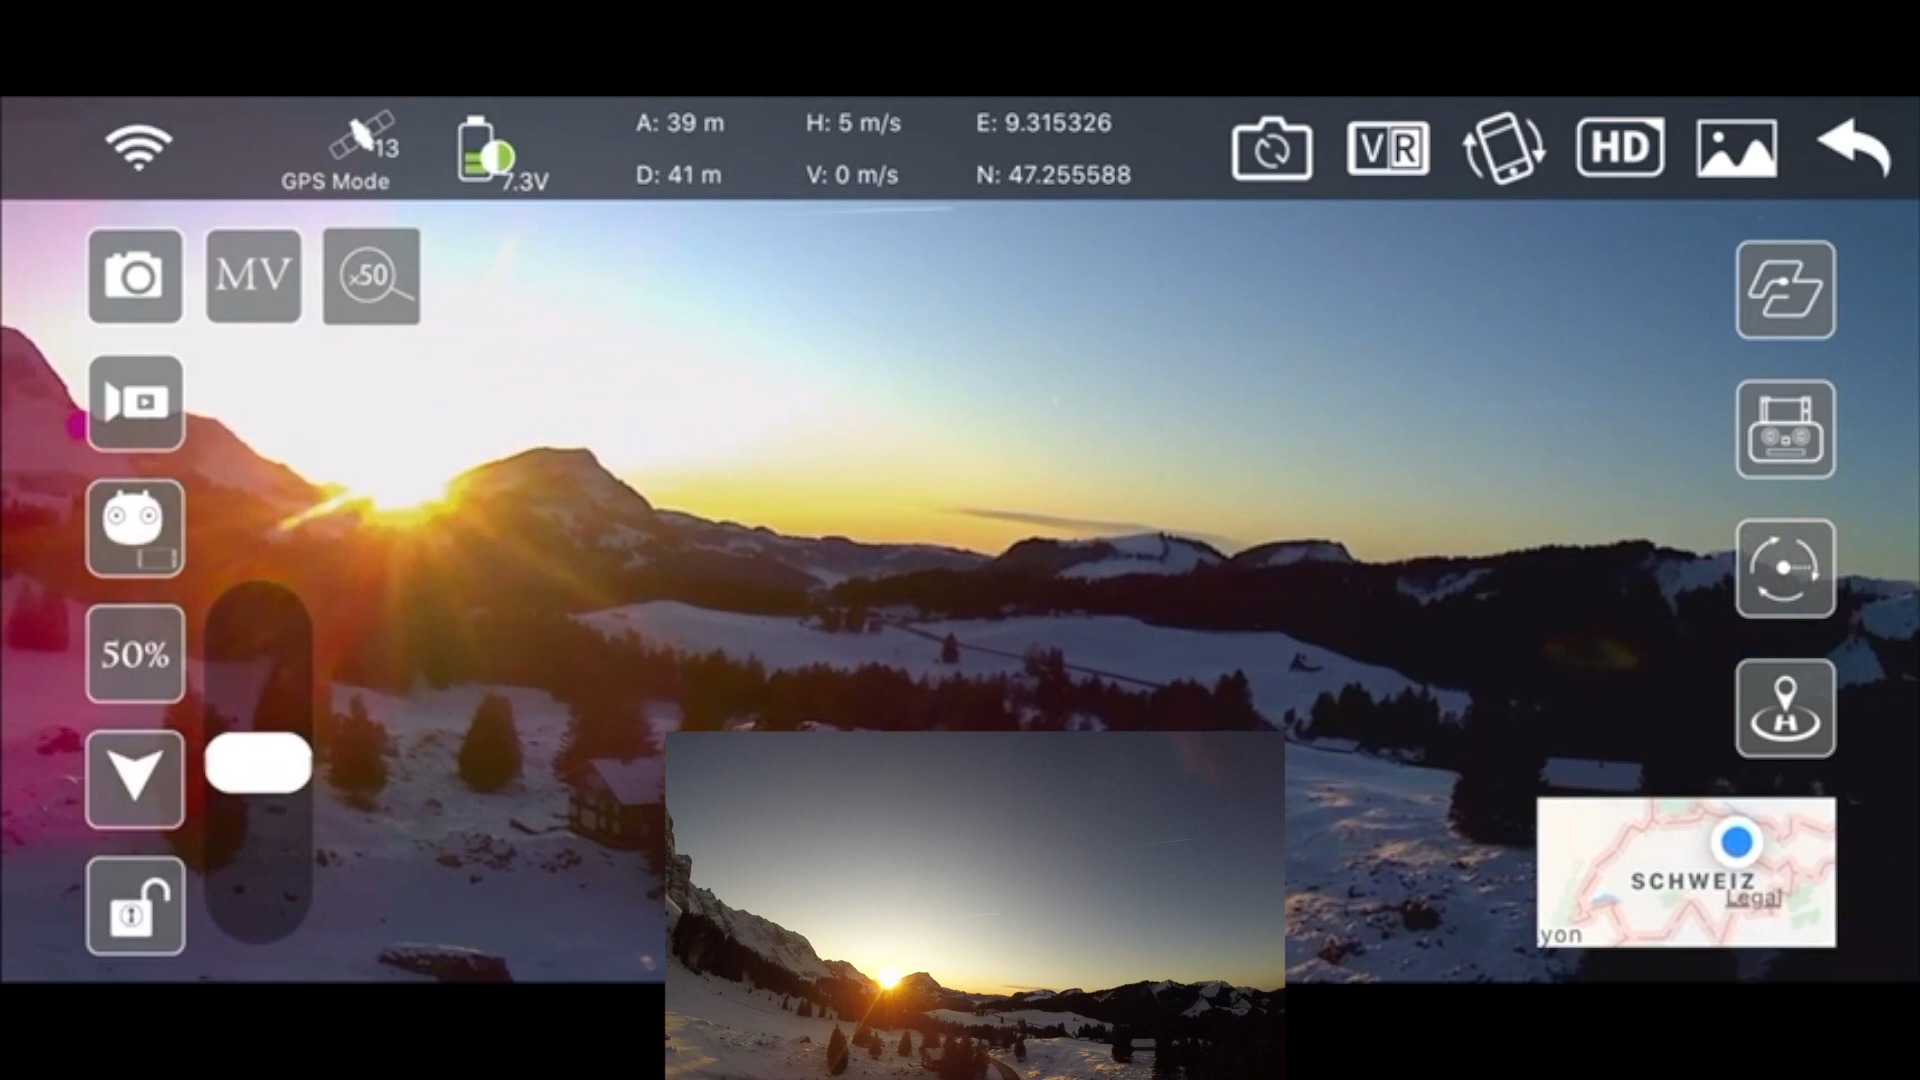 A: 39 m
H: 5 m/s
E: 9.315326
13
GPS Mode
7.3V
D: 41 m
V: 0 m/s
N: 47.255588
VR
HD
MV
x50
50%
H
SCHWEIZ
Legal
yon